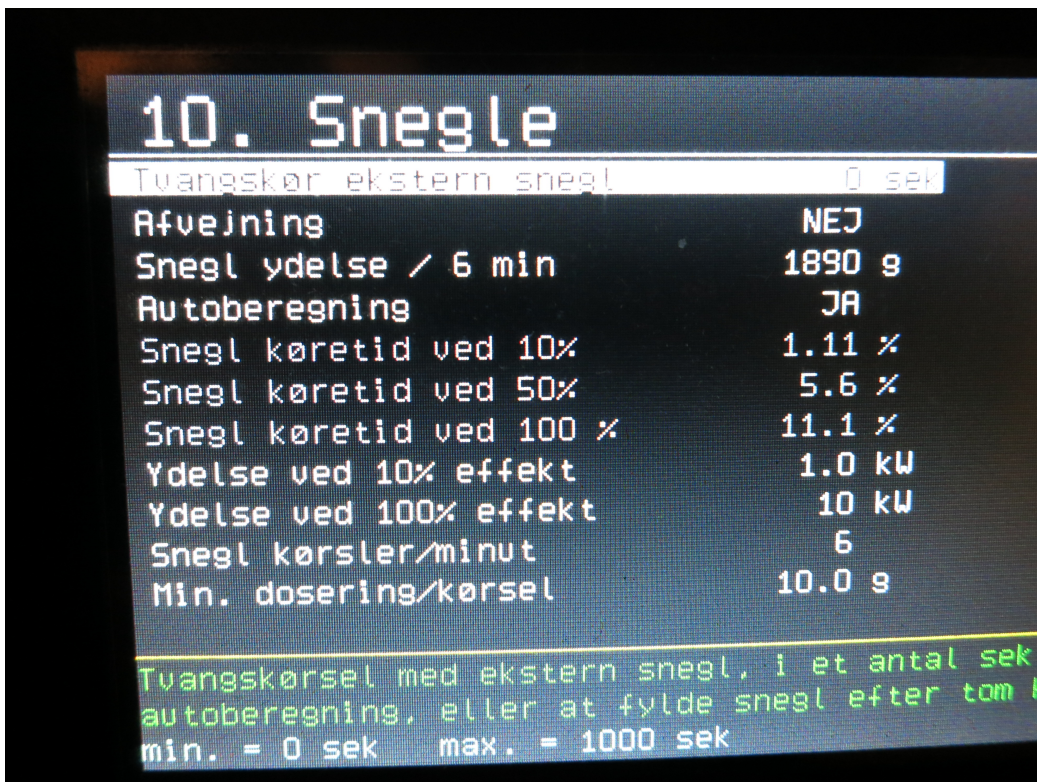 10. Snegle
Tvangskør ekstern snegl 0 sek
Afvejning NEJ
Snegl ydelse / 6 min 1890 g
Autoberegning JA
Snegl køretid ved 10% 1.11 %
Snegl køretid ved 50% 5.6 %
Snegl køretid ved 100 % 11.1 %
Ydelse ved 10% effekt 1.0 kW
Ydelse ved 100% effekt 10 kW
Snegl kørsler/minut 6
Min. dosering/kørsel 10.0 g
Tvangskørsel med ekstern snegl, i et antal sek
autoberegning, eller at fylde snegl efter tom
min. = 0 sek max. = 1000 sek